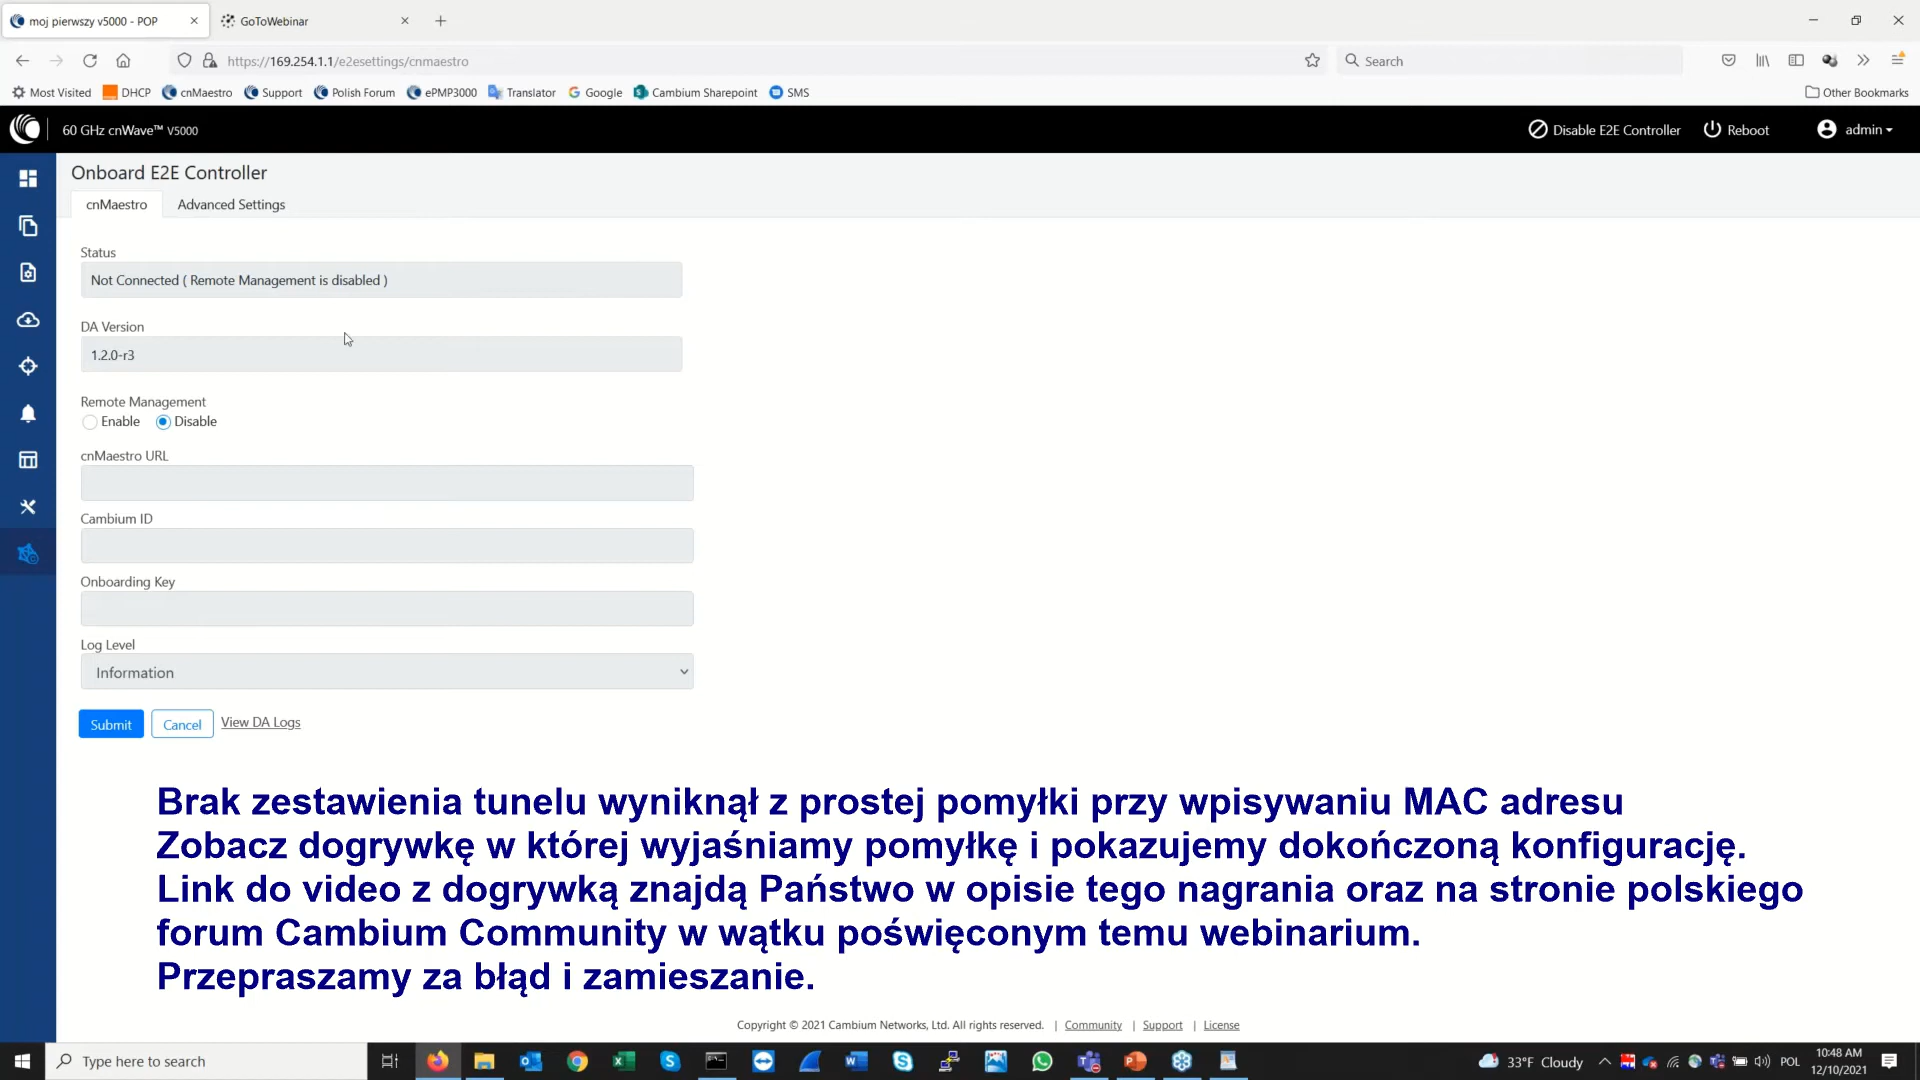 moj pierwszy v5000 - POP
GoToWebinar
https://169.254.1.1/e2esettings/cnmaestro
Search
Most Visited
DHCP
cnMaestro
Support
Polish Forum
ePMP3000
Translator
Google
Cambium Sharepoint
SMS
Other Bookmarks
60 GHz cnWave™ V5000
Disable E2E Controller
Reboot
admin
Onboard E2E Controller
cnMaestro
Advanced Settings
Status
Not Connected ( Remote Management is disabled )
DA Version
1.2.0-r3
Remote Management
Enable
Disable
cnMaestro URL
Cambium ID
Onboarding Key
Log Level
Information
Submit
Cancel
View DA Logs
Brak zestawienia tunelu wyniknął z prostej pomyłki przy wpisywaniu MAC adresu
Zobacz dogrywkę w której wyjaśniamy pomyłkę i pokazujemy dokończoną konfigurację.
Link do video z dogrywką znajdą Państwo w opisie tego nagrania oraz na stronie polskiego
forum Cambium Community w wątku poświęconym temu webinarium.
Przepraszamy za błąd i zamieszanie.
Copyright © 2021 Cambium Networks, Ltd. All rights reserved. | Community | Support | License
Type here to search
33°F Cloudy
POL
10:48 AM
12/10/2021